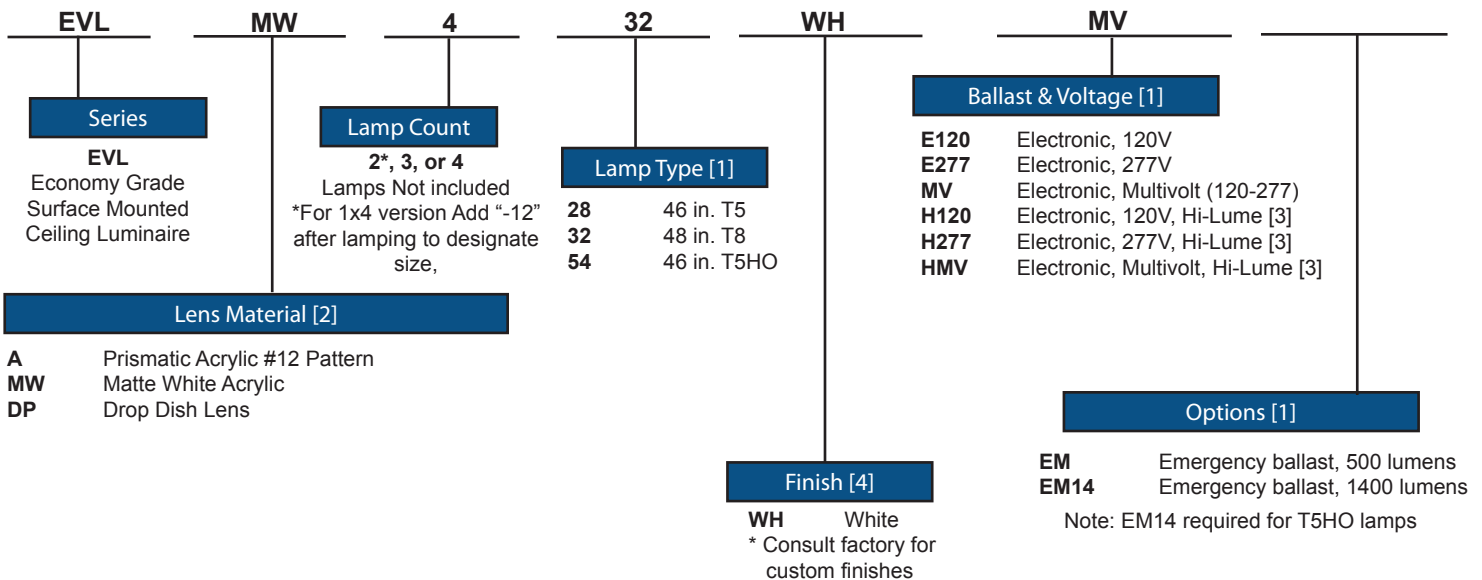 EVL MW 4 32 WH MV
Series
EVL
Economy Grade
Surface Mounted
Ceiling Luminaire
Lamp Count
2*, 3, or 4
Lamps Not included
*For 1x4 version Add “-12”
after lamping to designate
size,
Lamp Type [1]
28 46 in. T5
32 48 in. T8
54 46 in. T5HO
Ballast & Voltage [1]
E120 Electronic, 120V
E277 Electronic, 277V
MV Electronic, Multivolt (120-277)
H120 Electronic, 120V, Hi-Lume [3]
H277 Electronic, 277V, Hi-Lume [3]
HMV Electronic, Multivolt, Hi-Lume [3]
Lens Material [2]
A Prismatic Acrylic #12 Pattern
MW Matte White Acrylic
DP Drop Dish Lens
Finish [4]
WH White
* Consult factory for
custom finishes
Options [1]
EM Emergency ballast, 500 lumens
EM14 Emergency ballast, 1400 lumens
Note: EM14 required for T5HO lamps